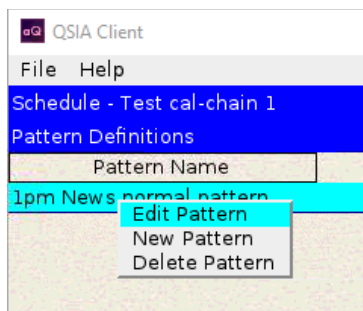 aQ QSIA Client
File Help
Schedule - Test cal-chain 1
Pattern Definitions
Pattern Name
1pm News normal pattern
Edit Pattern
New Pattern
Delete Pattern